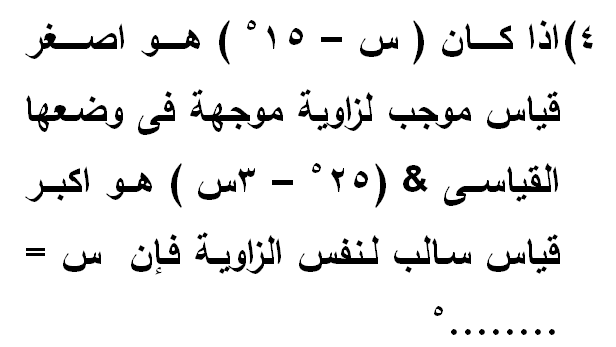 ٤) اذا كان ( س – ١٥ °) هو اصغر
قياس موجب لزاوية موجهة فى وضعها
القياسى & (٢٥° – ٣س ) هو اكبر
قياس سالب لنفس الزاوية فإن س =
........°